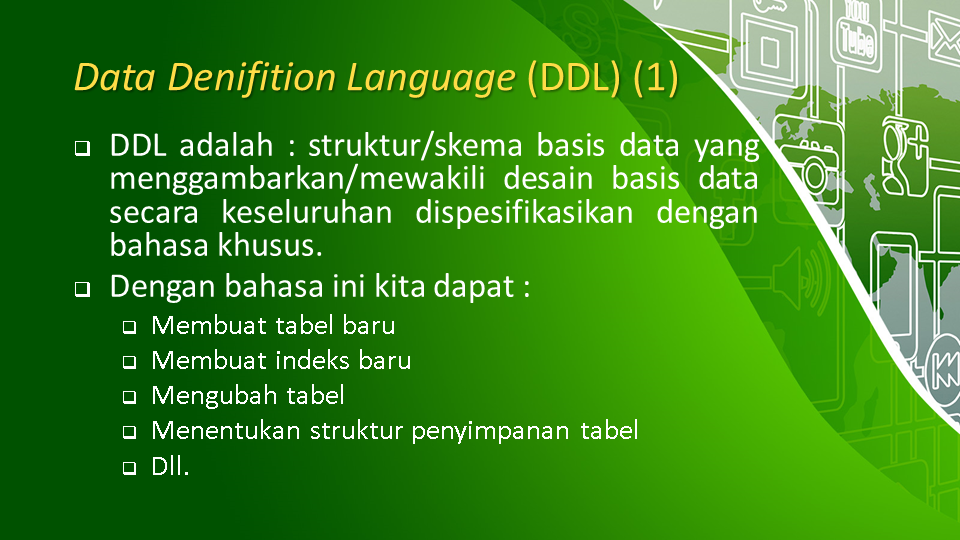 Data Denifition Language (DDL) (1)
DDL adalah : struktur/skema basis data yang
menggambarkan/mewakili desain basis data
secara keseluruhan dispesifikasikan dengan
bahasa khusus.
Dengan bahasa ini kita dapat :
Membuat tabel baru
Membuat indeks baru
Mengubah tabel
Menentukan struktur penyimpanan tabel
Dll.
You
Tube
g+